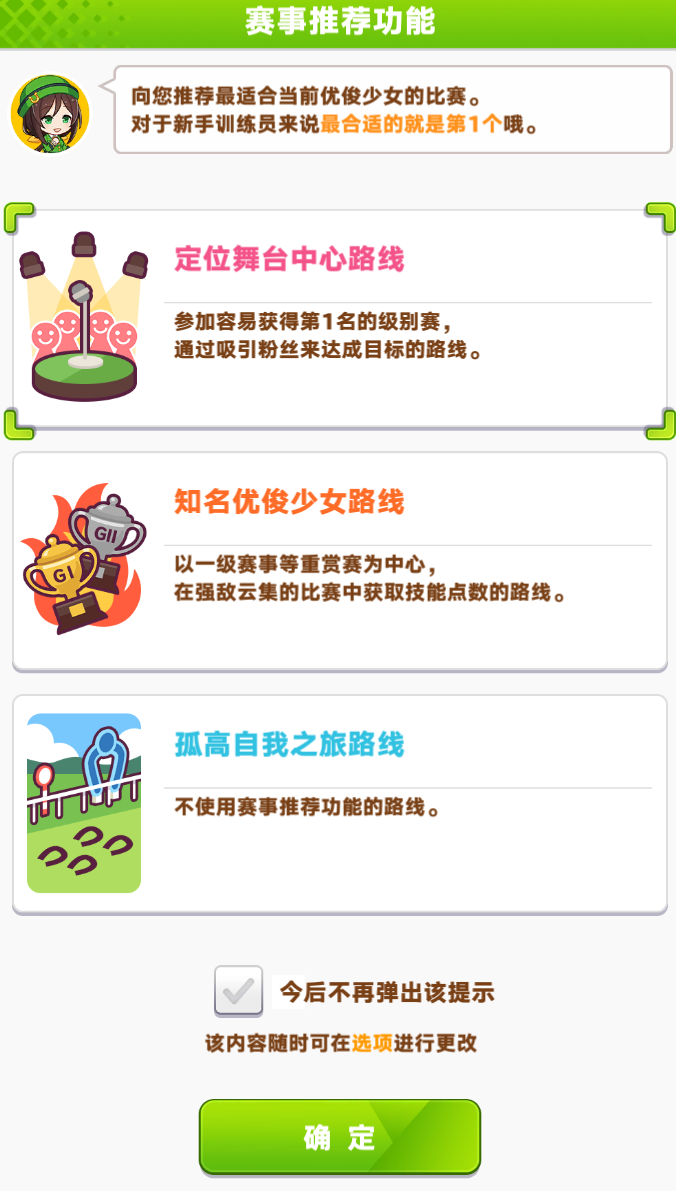 赛事推荐功能
向您推荐最适合当前优俊少女的比赛。
对于新手训练员来说最合适的就是第1个哦。
定位舞台中心路线
参加容易获得第1名的级别赛，
通过吸引粉丝来达成目标的路线。
GII
GI
知名优俊少女路线
以一级赛事等重赏赛为中心，
在强敌云集的比赛中获取技能点数的路线。
孤高自我之旅路线
不使用赛事推荐功能的路线。
今后不再弹出该提示
该内容随时可在选项进行更改
确 定